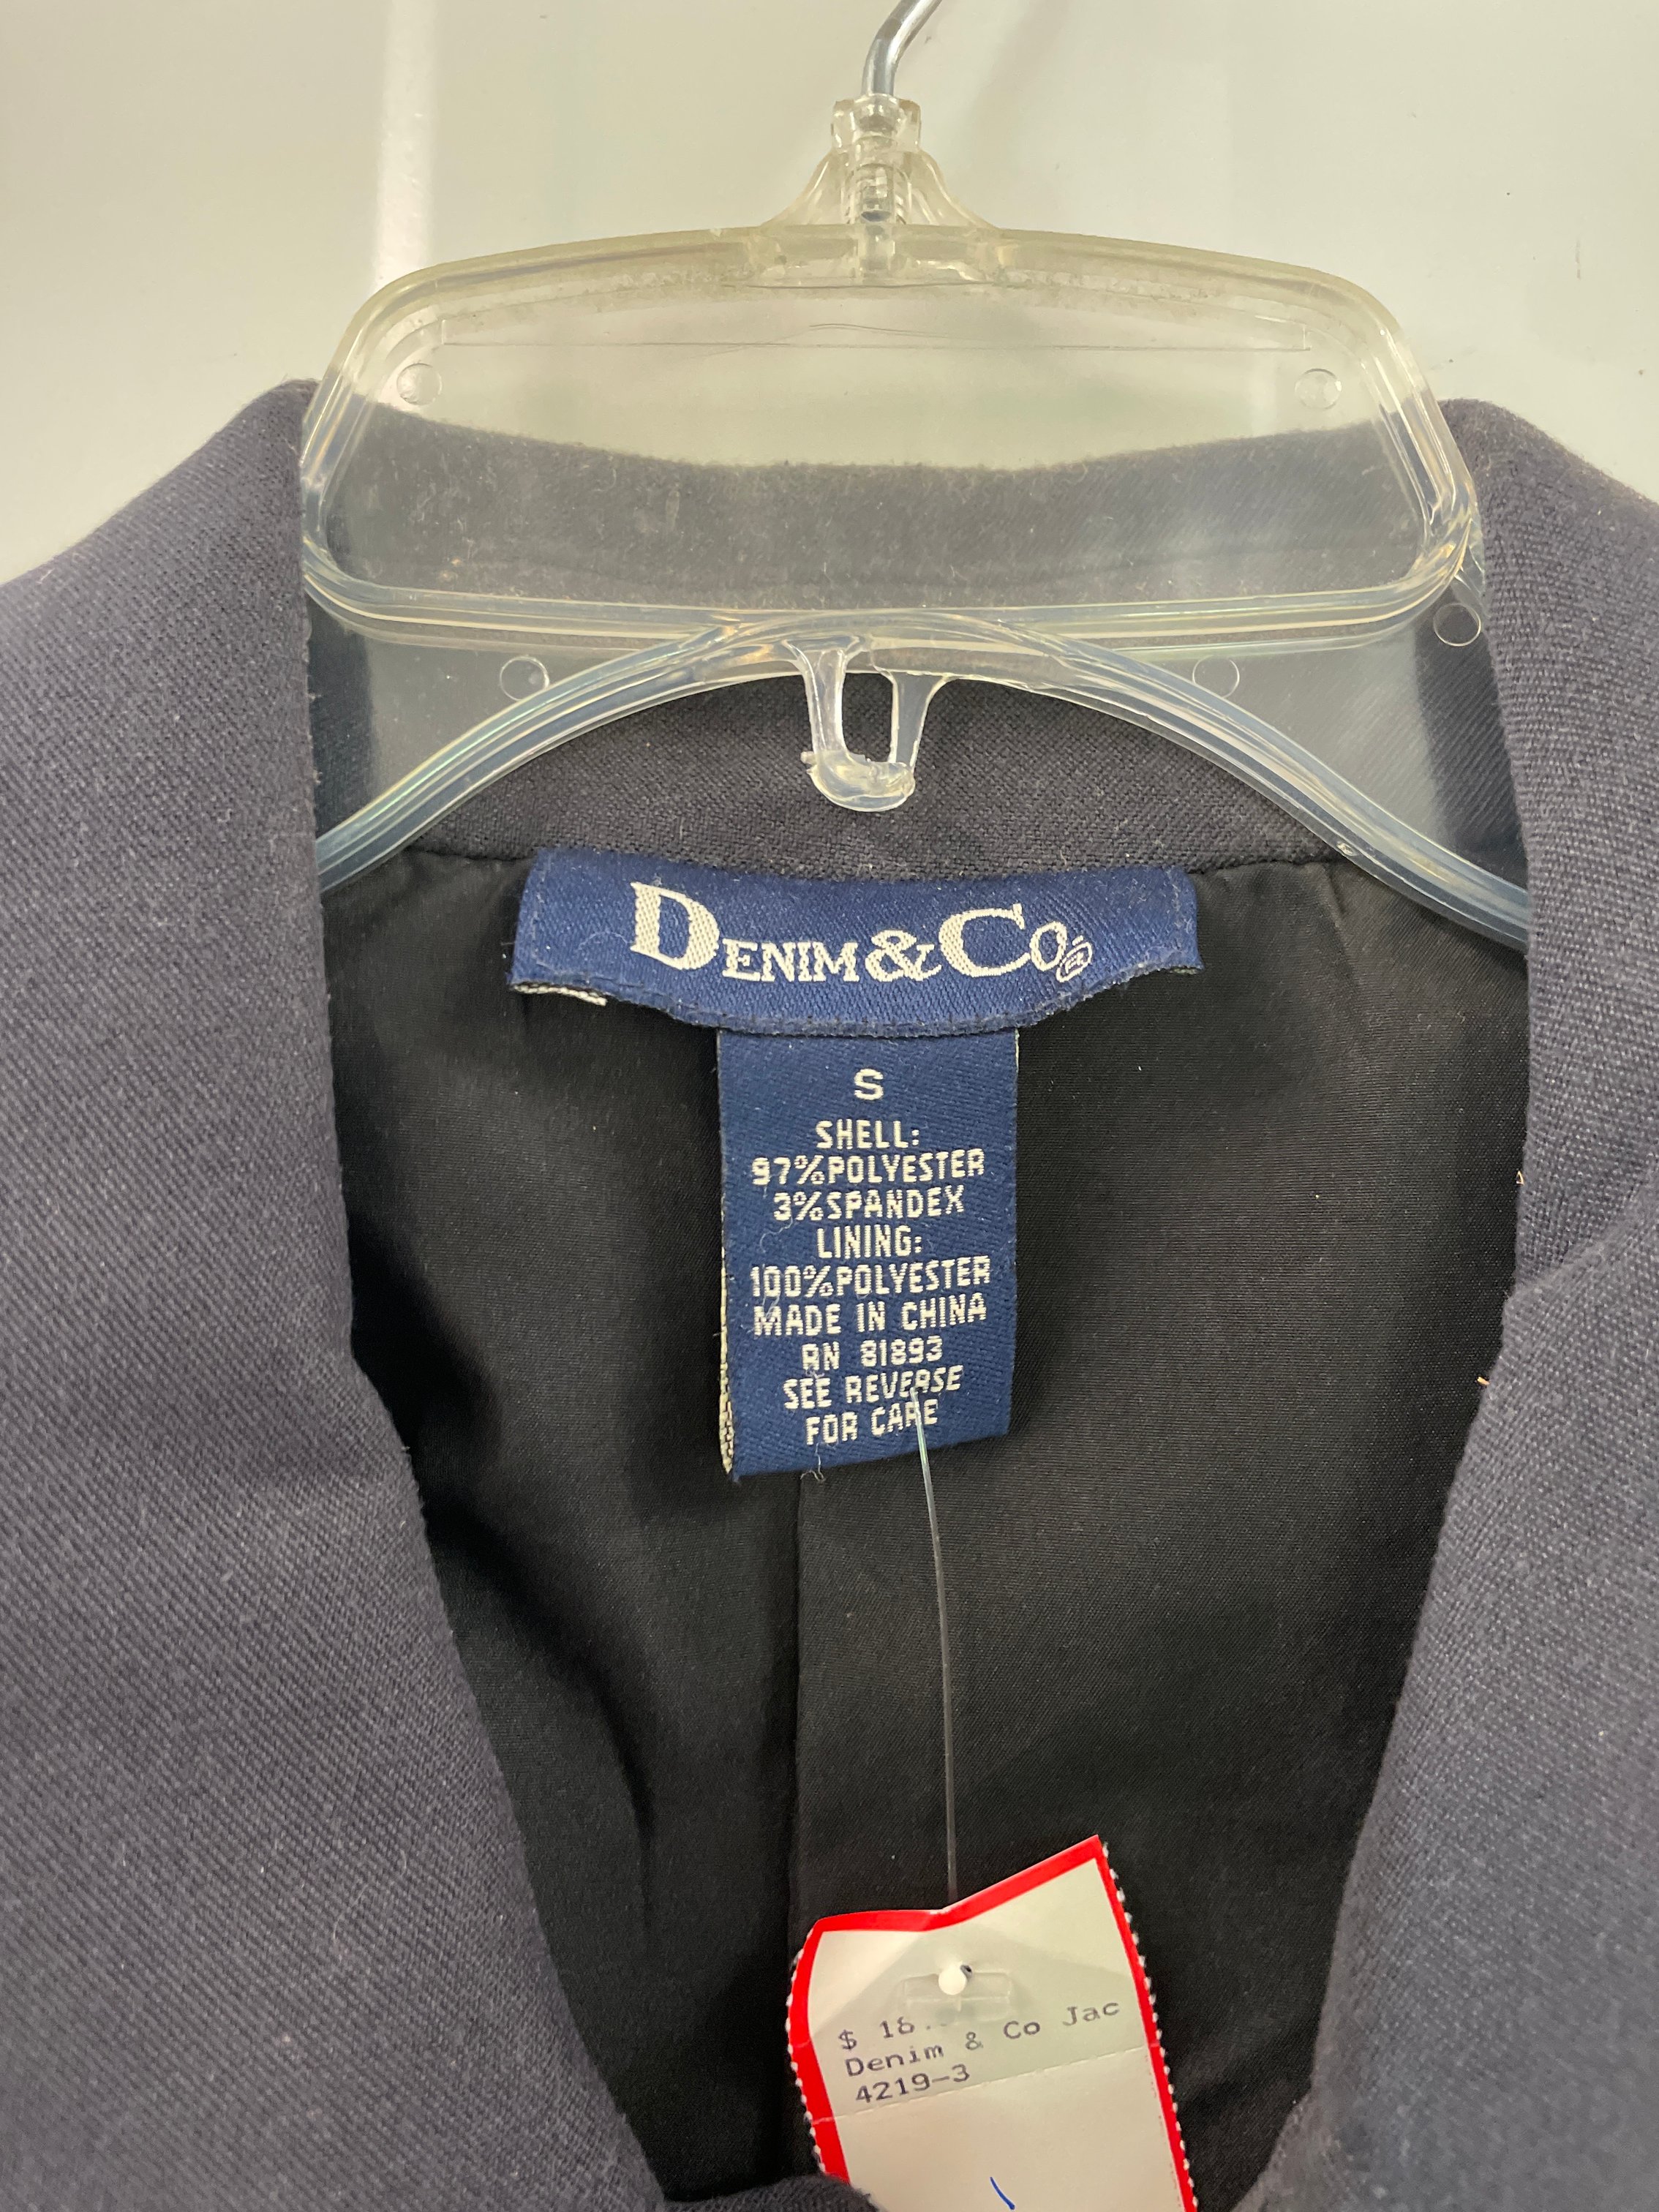 DENIM & CO.
S
SHELL:
97%POLYESTER
3%SPANDEX
LINING:
100%POLYESTER
MADE IN CHINA
RN 81893
SEE REVERSE
FOR CARE
$
Denim & Co Jac
4219-3